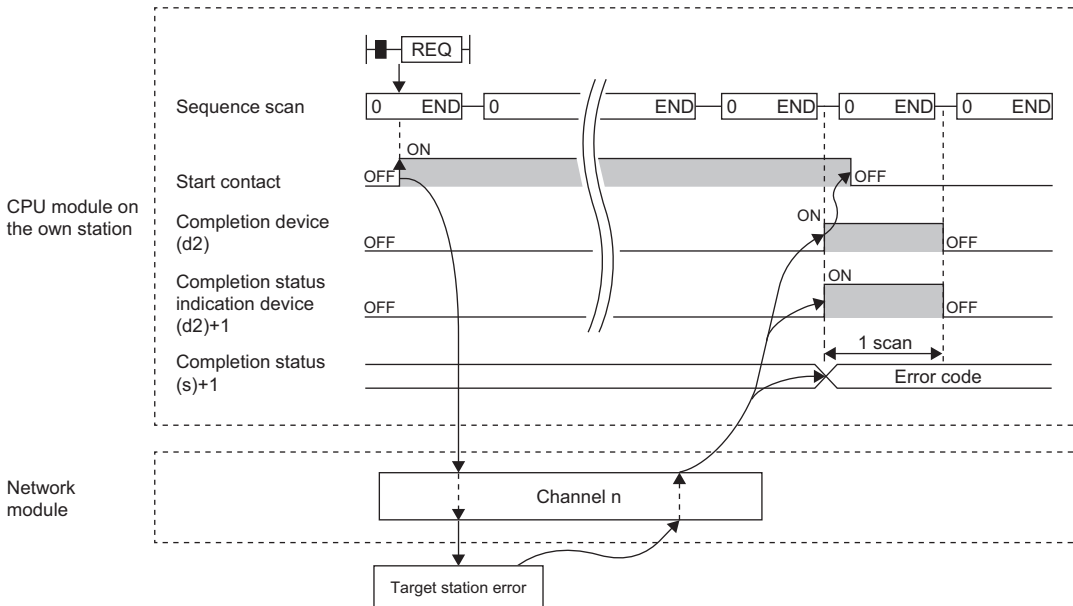 REQ
Sequence scan
0 END 0 END 0 END 0 END 0 END
ON
Start contact
OFF
OFF
CPU module on
the own station
Completion device
(d2)
ON
OFF
OFF
Completion status
indication device
(d2)+1
ON
OFF
OFF
1 scan
Completion status
(s)+1
Error code
Network
module
Channel n
Target station error